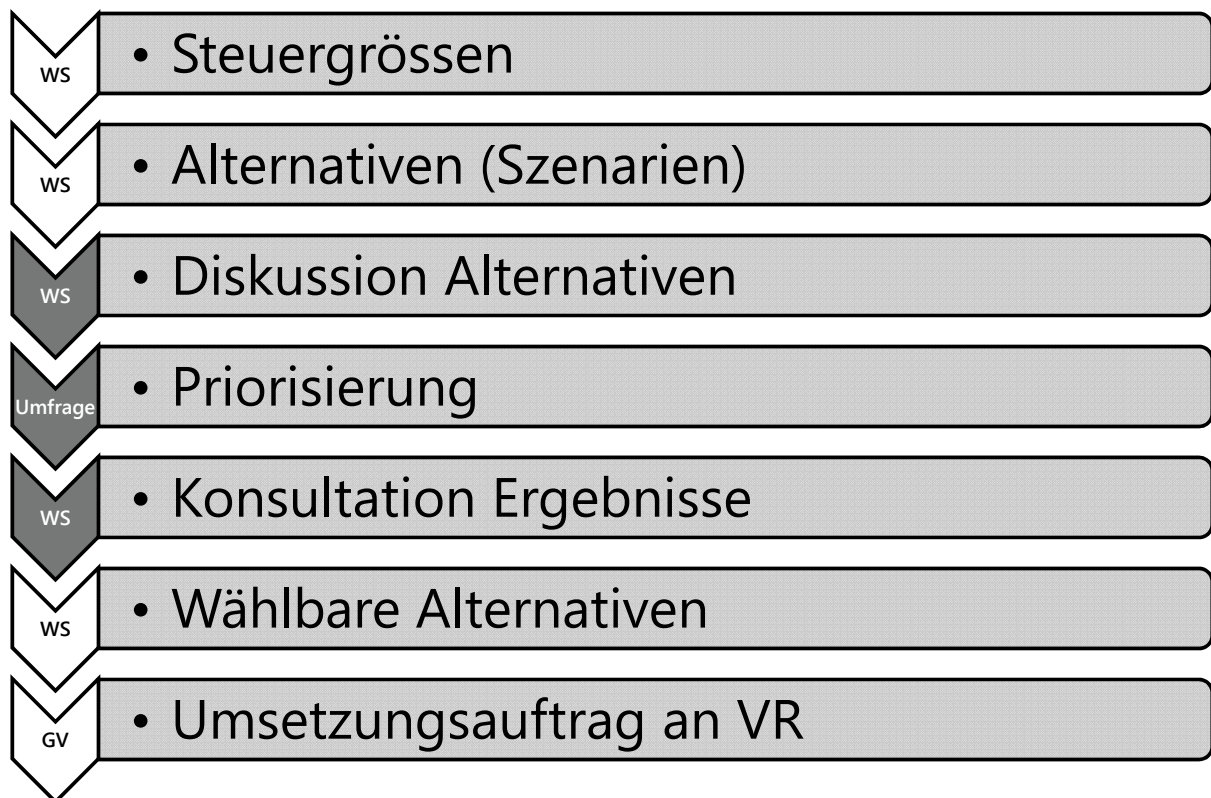 WS
• Steuergrössen
WS
• Alternativen (Szenarien)
WS
• Diskussion Alternativen
Umfrage
• Priorisierung
WS
• Konsultation Ergebnisse
WS
• Wählbare Alternativen
GV
• Umsetzungsauftrag an VR